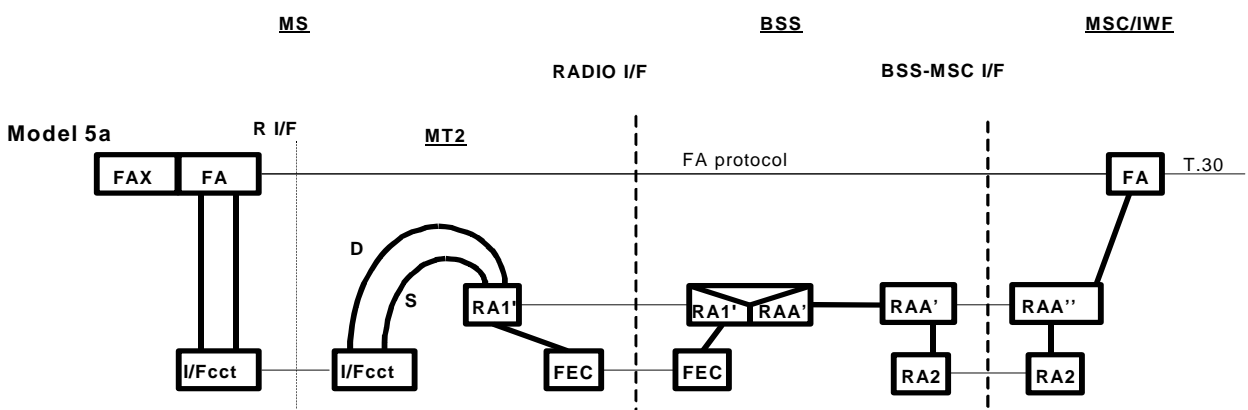 MS BSS MSC/IWF
RADIO I/F BSS-MSC I/F
Model 5a R I/F MT2
FAX FA FA protocol FA T.30
D
S
RA1' RA1' RAA' RAA' RAA''
I/Fcct I/Fcct FEC FEC RA2 RA2